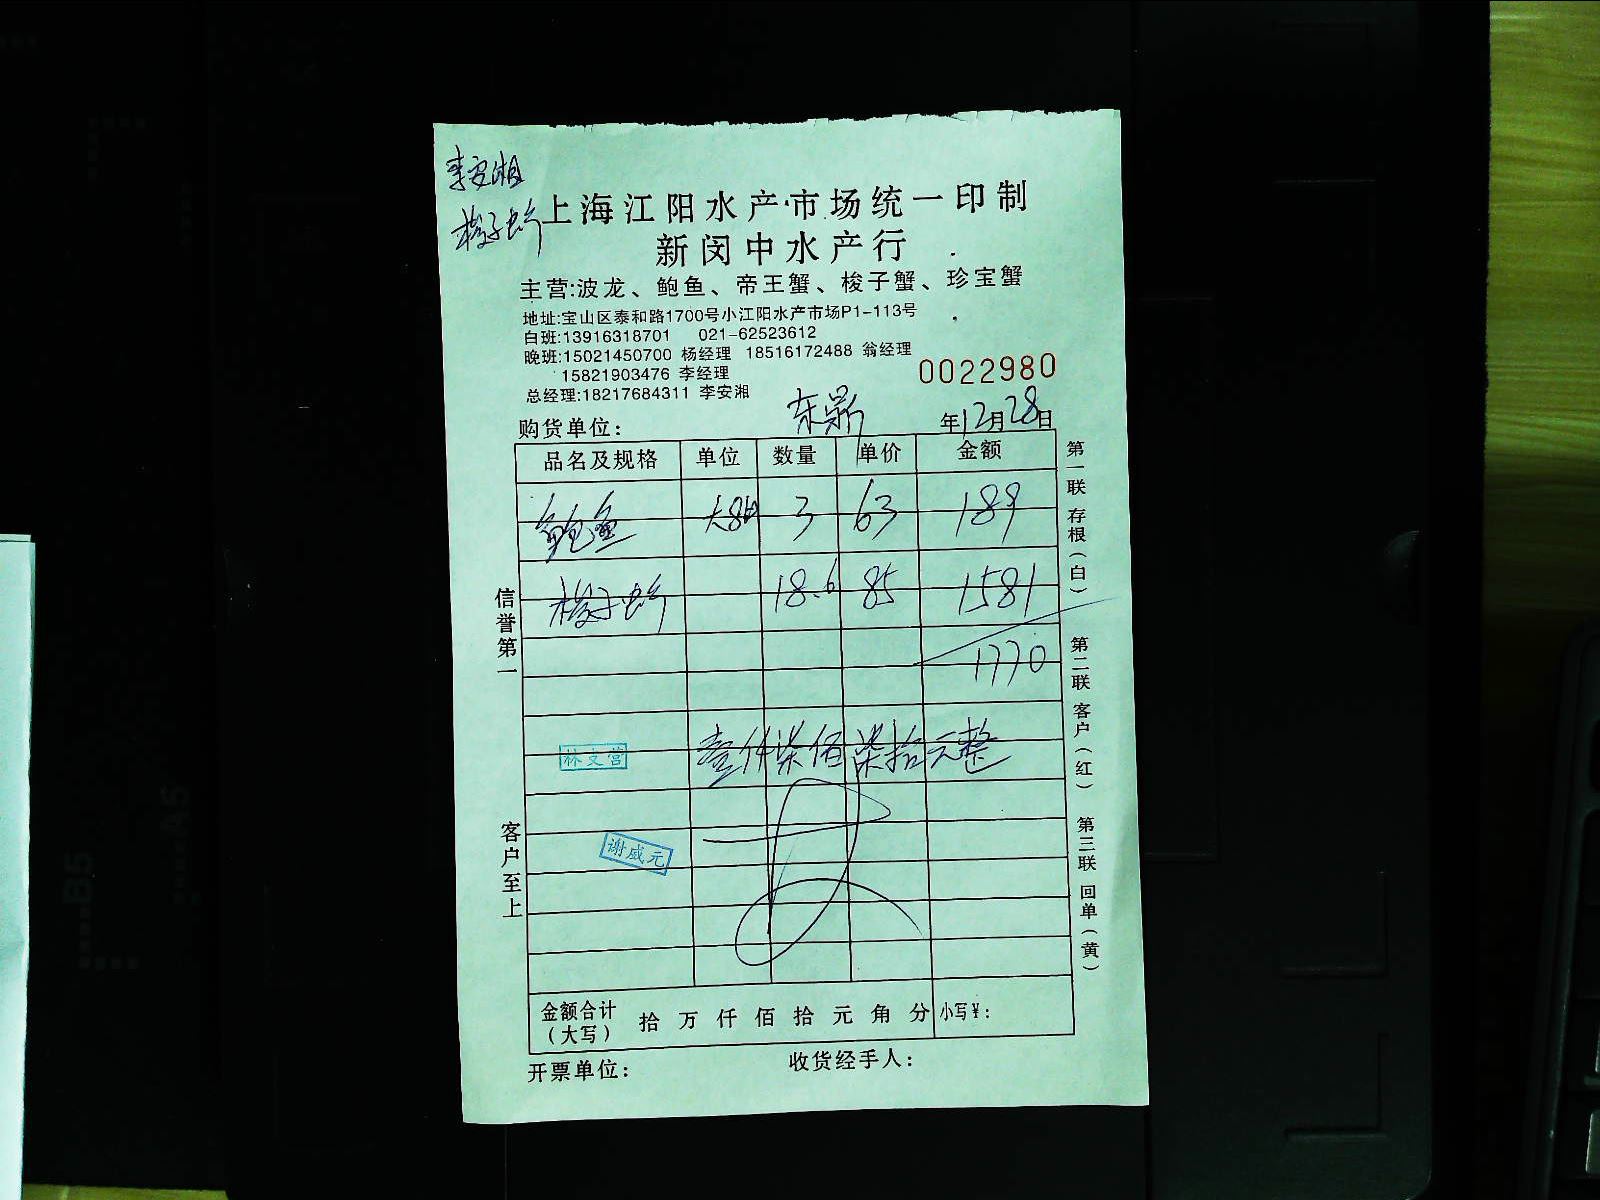 李安湘
梭子蟹
上海江阳水产市场统一印制
新闵中水产行
主营:波龙、鲍鱼、帝王蟹、梭子蟹、珍宝蟹
地址:宝山区泰和路1700号小江阳水产市场P1-113号
白班:13916318701 021-62523612
晚班:15021450700 杨经理 18516172488 翁经理
15821903476 李经理
总经理:18217684311 李安湘
0022980
购货单位: 东鼎 年12月28日
品名及规格 单位 数量 单价 金额
鲍鱼 大8# 3 63 189
梭子蟹 18.6 85 1581
1770
壹仟柒佰柒拾元整
林文营
谢威元
金额合计(大写) 拾 万 仟 佰 拾 元 角 分 小写¥:
开票单位: 收货经手人:
信誉第一
客户至上
第一联 存根(白)
第二联 客户(红)
第三联 回单(黄)
B5
A5